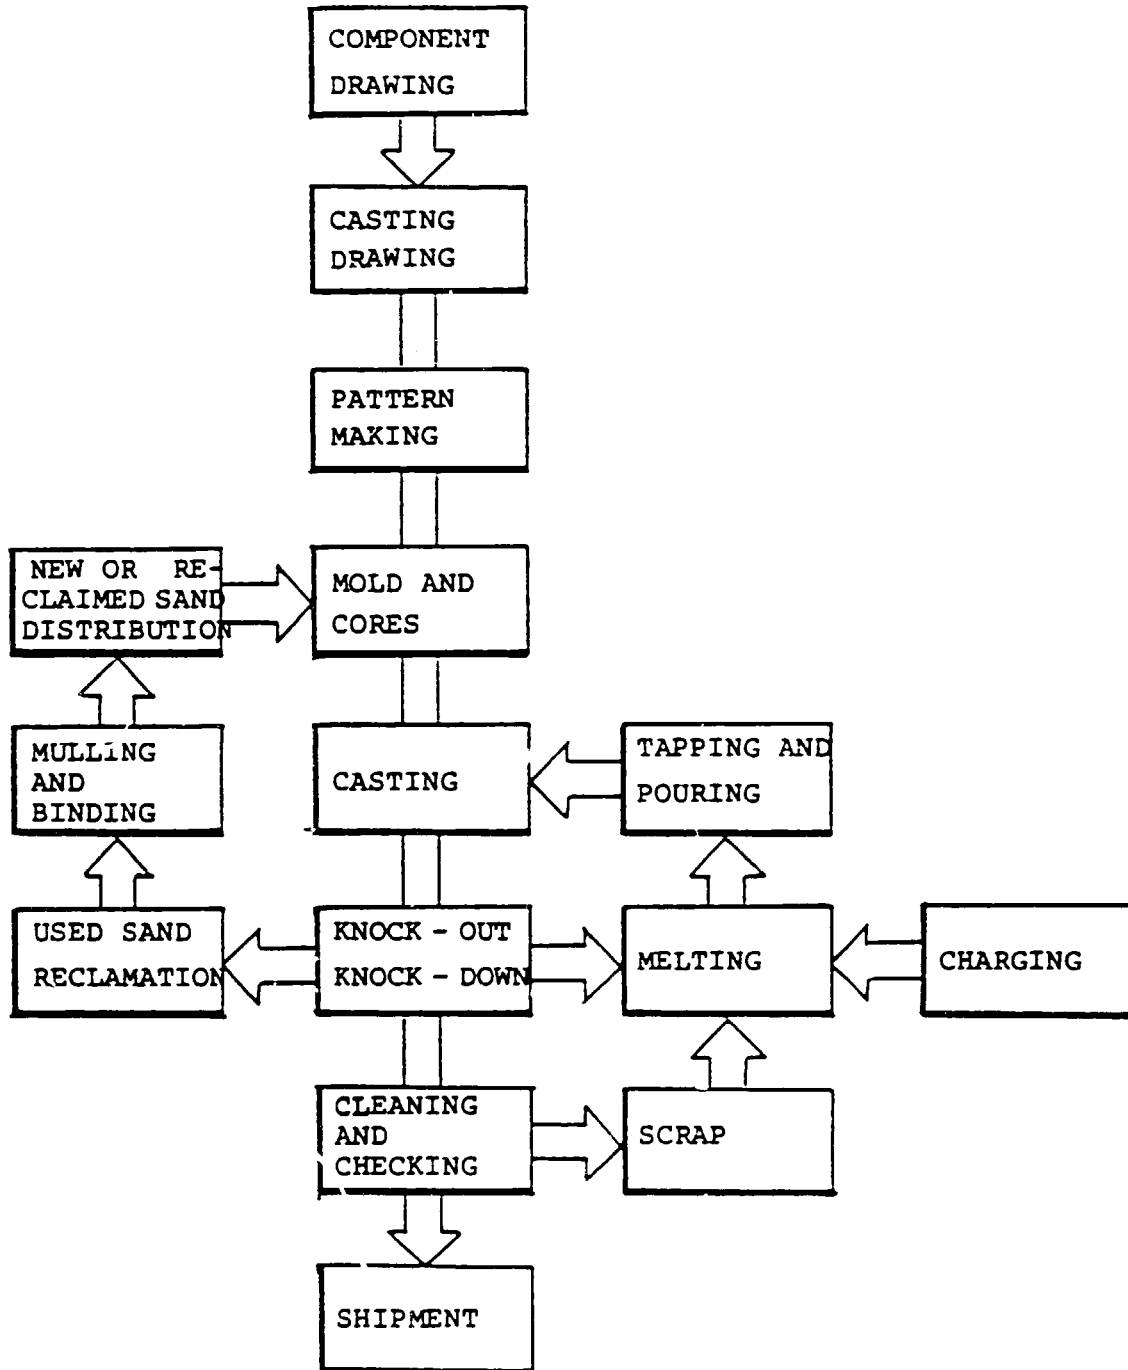 COMPONENT
DRAWING
CASTING
DRAWING
PATTERN
MAKING
NEW OR RE-
CLAIMED SAND
DISTRIBUTION
MOLD AND
CORES
MULLING
AND
BINDING
CASTING
TAPPING AND
POURING
USED SAND
RECLAMATION
KNOCK-OUT
KNOCK-DOWN
MELTING
CHARGING
CLEANING
AND
CHECKING
SCRAP
SHIPMENT